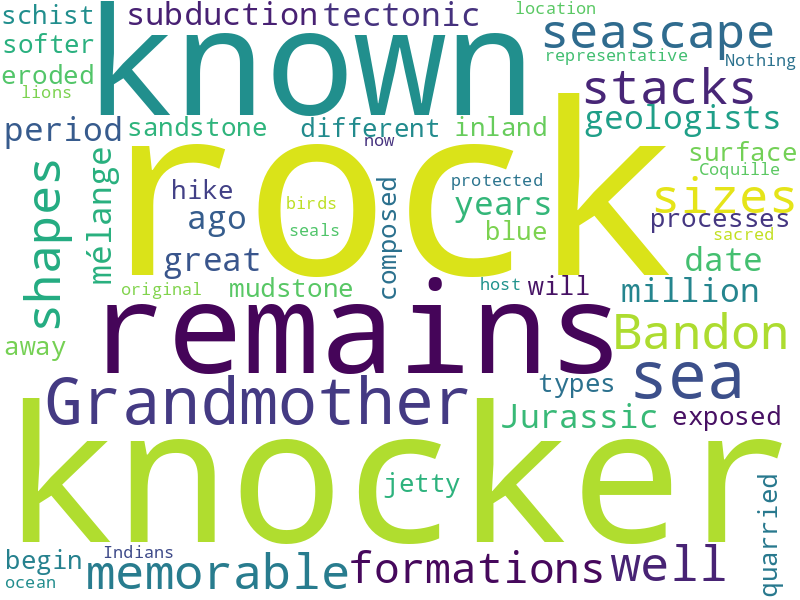 schist subduction tectonic location
softer known seascape
eroded representative Nothing
lions stacks
period sandstone different now inland geologists
rock surface
shapes mélange hike composed protected Coquille
birds years sizes
ago seals blue processes
great sacred
date
original mudstone host will million
away remains Bandon
Grandmother types sea
Jurassic exposed
knocker
jetty
quarried
begin Indians memorable formations well
ocean